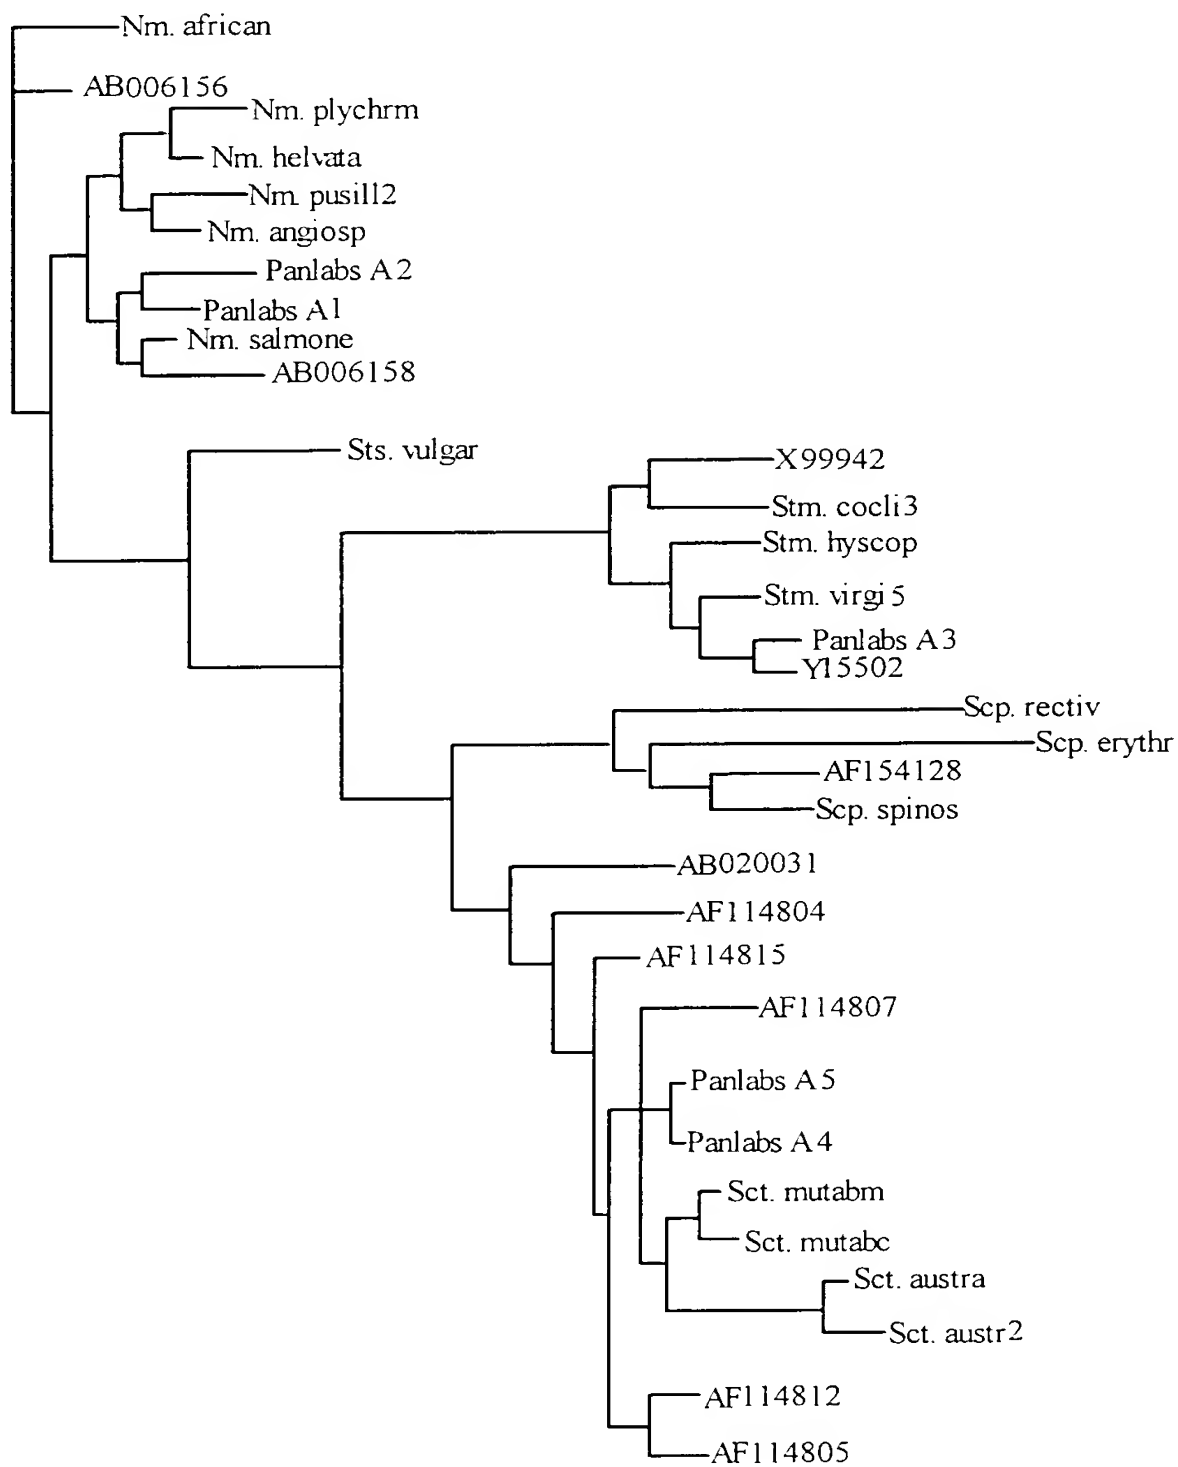 Nm. african
AB006156
Nm. plychrm
Nm. helvata
Nm. pusill2
Nm. angiosp
Panlabs A2
Panlabs A1
Nm. salmone
AB006158
Sts. vulgar
X99942
Stm. cocli3
Stm. hyscop
Stm. virgi5
Panlabs A3
Y15502
Scp. rectiv
Scp. erythr
AF154128
Scp. spinos
AB020031
AF114804
AF114815
AF114807
Panlabs A5
Panlabs A4
Sct. mutabm
Sct. mutabc
Sct. austra
Sct. austr2
AF114812
AF114805